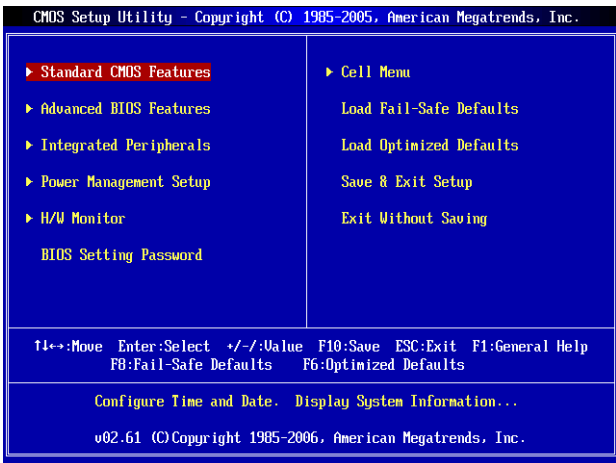 CMOS Setup Utility - Copyright (C) 1985-2005, American Megatrends, Inc.
▶ Standard CMOS Features
▶ Advanced BIOS Features
▶ Integrated Peripherals
▶ Power Management Setup
▶ H/W Monitor
BIOS Setting Password
▶ Cell Menu
Load Fail-Safe Defaults
Load Optimized Defaults
Save & Exit Setup
Exit Without Saving
↑↓←→:Move Enter:Select +/-/:Value F10:Save ESC:Exit F1:General Help
F8:Fail-Safe Defaults F6:Optimized Defaults
Configure Time and Date. Display System Information...
v02.61 (C)Copyright 1985-2006, American Megatrends, Inc.